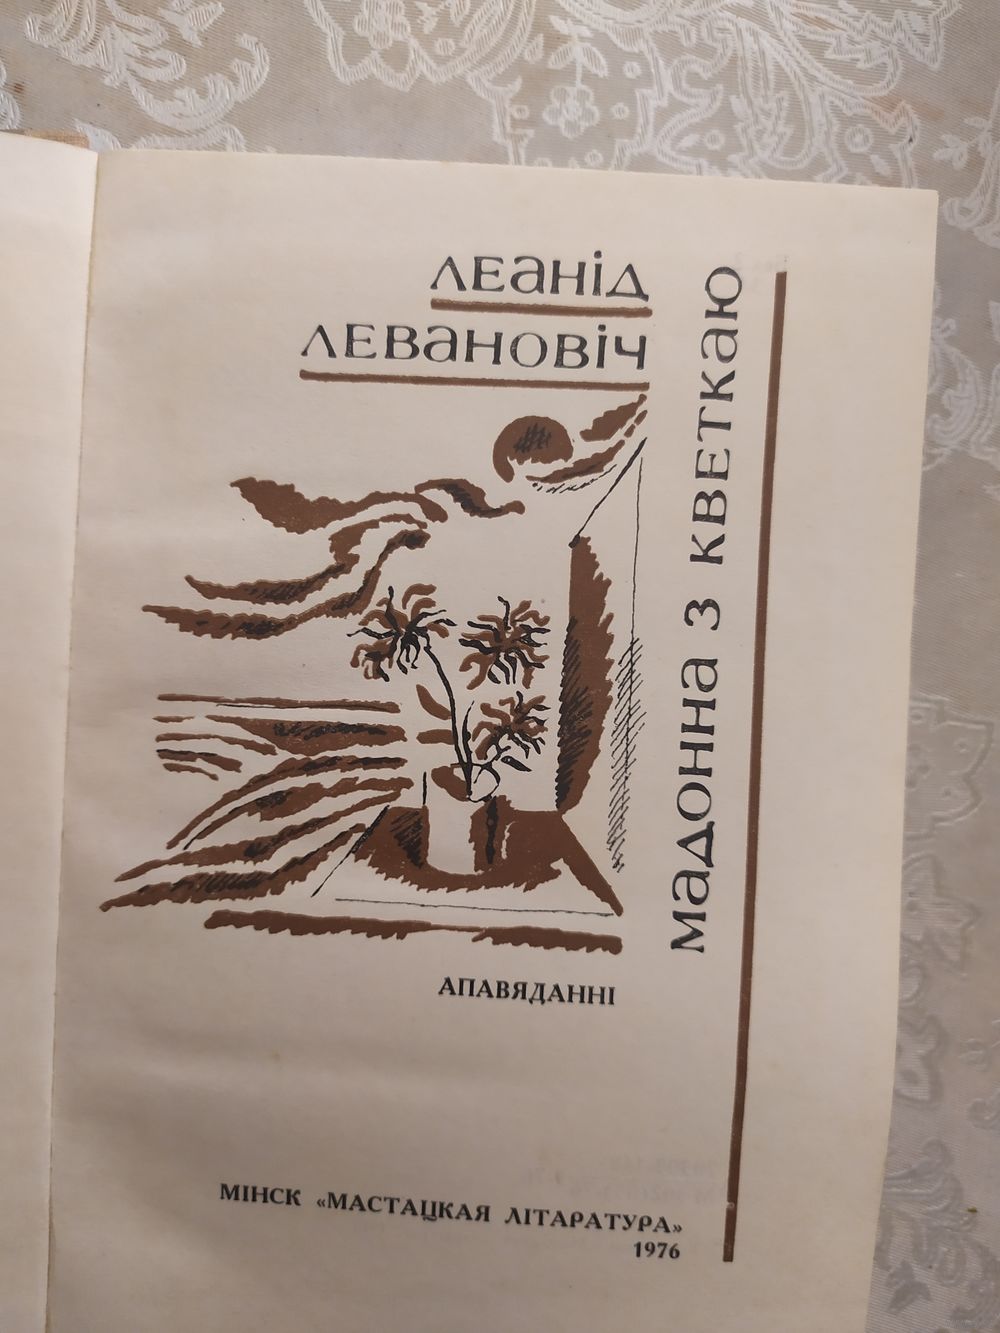 Леанід
Левановіч
Мадонна з кветкаю
АПАВЯДАННІ
МІНСК «МАСТАЦКАЯ ЛІТАРАТУРА»
1976